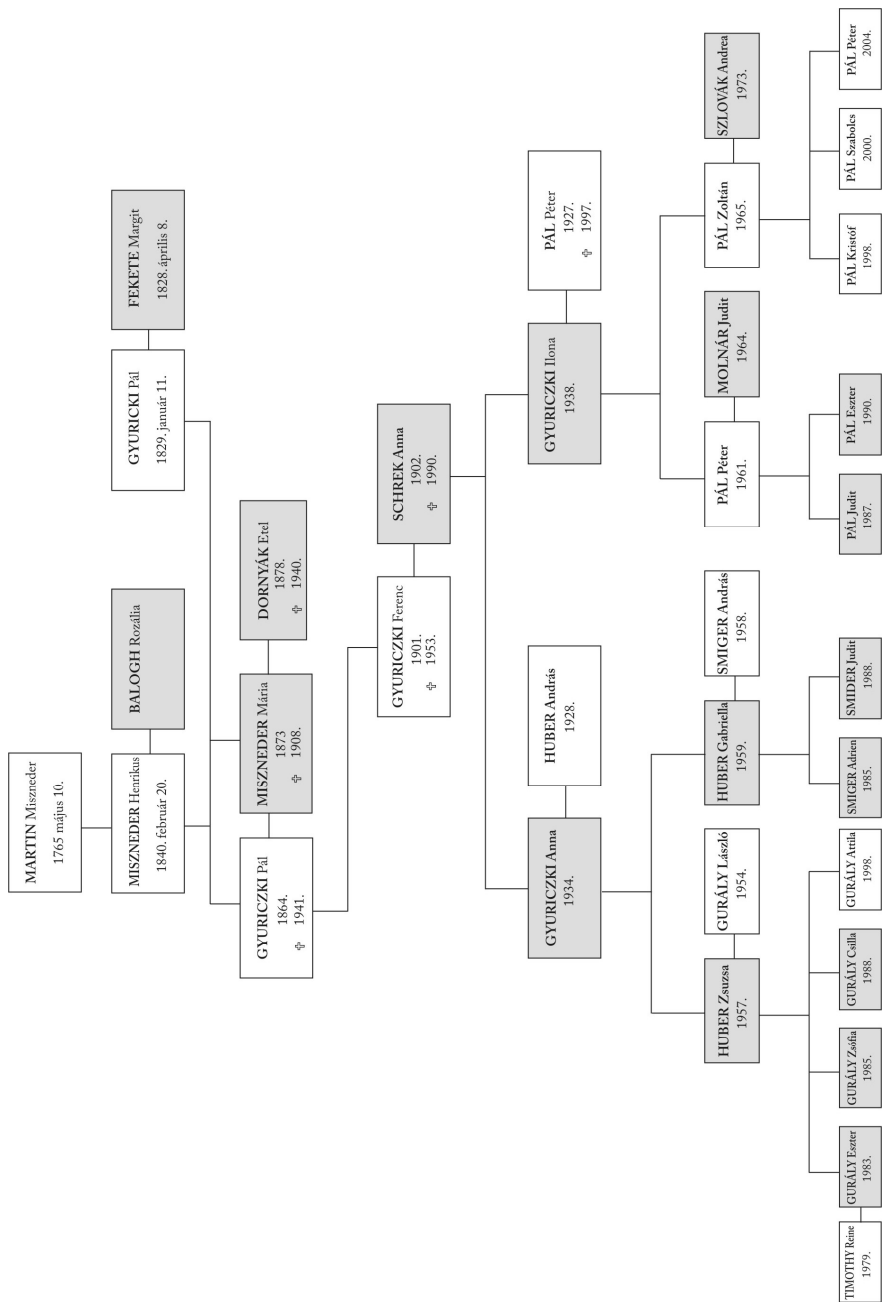 MARTIN Miszneder
1765 május 10.
MISZNEDER Henrikus
1840. február 20.
BALOGH Rozália
GYURICKI Pál
1829. január 11.
FEKETE Margit
1828. április 8.
GYURICZKI Pál
1864.
✞ 1941.
MISZNEDER Mária
1873
✞ 1908.
DORNYÁK Etel
1878.
✞ 1940.
GYURICZKI Ferenc
1901.
✞ 1953.
SCHREK Anna
1902.
✞ 1990.
GYURICZKI Anna
1934.
HUBER András
1928.
GYURICZKI Ilona
1938.
PÁL Péter
1927.
✞ 1997.
HUBER Zsuzsa
1957.
GURÁLY László
1954.
HUBER Gabriella
1959.
SMIGER András
1958.
PÁL Péter
1961.
MOLNÁR Judit
1964.
PÁL Zoltán
1965.
SZLOVÁK Andrea
1973.
TIMOTHY Reine
1979.
GURÁLY Eszter
1983.
GURÁLY Zsófia
1985.
GURÁLY Csilla
1988.
GURÁLY Attila
1998.
SMIGER Adrien
1985.
SMIDER Judit
1988.
PÁL Judit
1987.
PÁL Eszter
1990.
PÁL Kristóf
1998.
PÁL Szabolcs
2000.
PÁL Péter
2004.